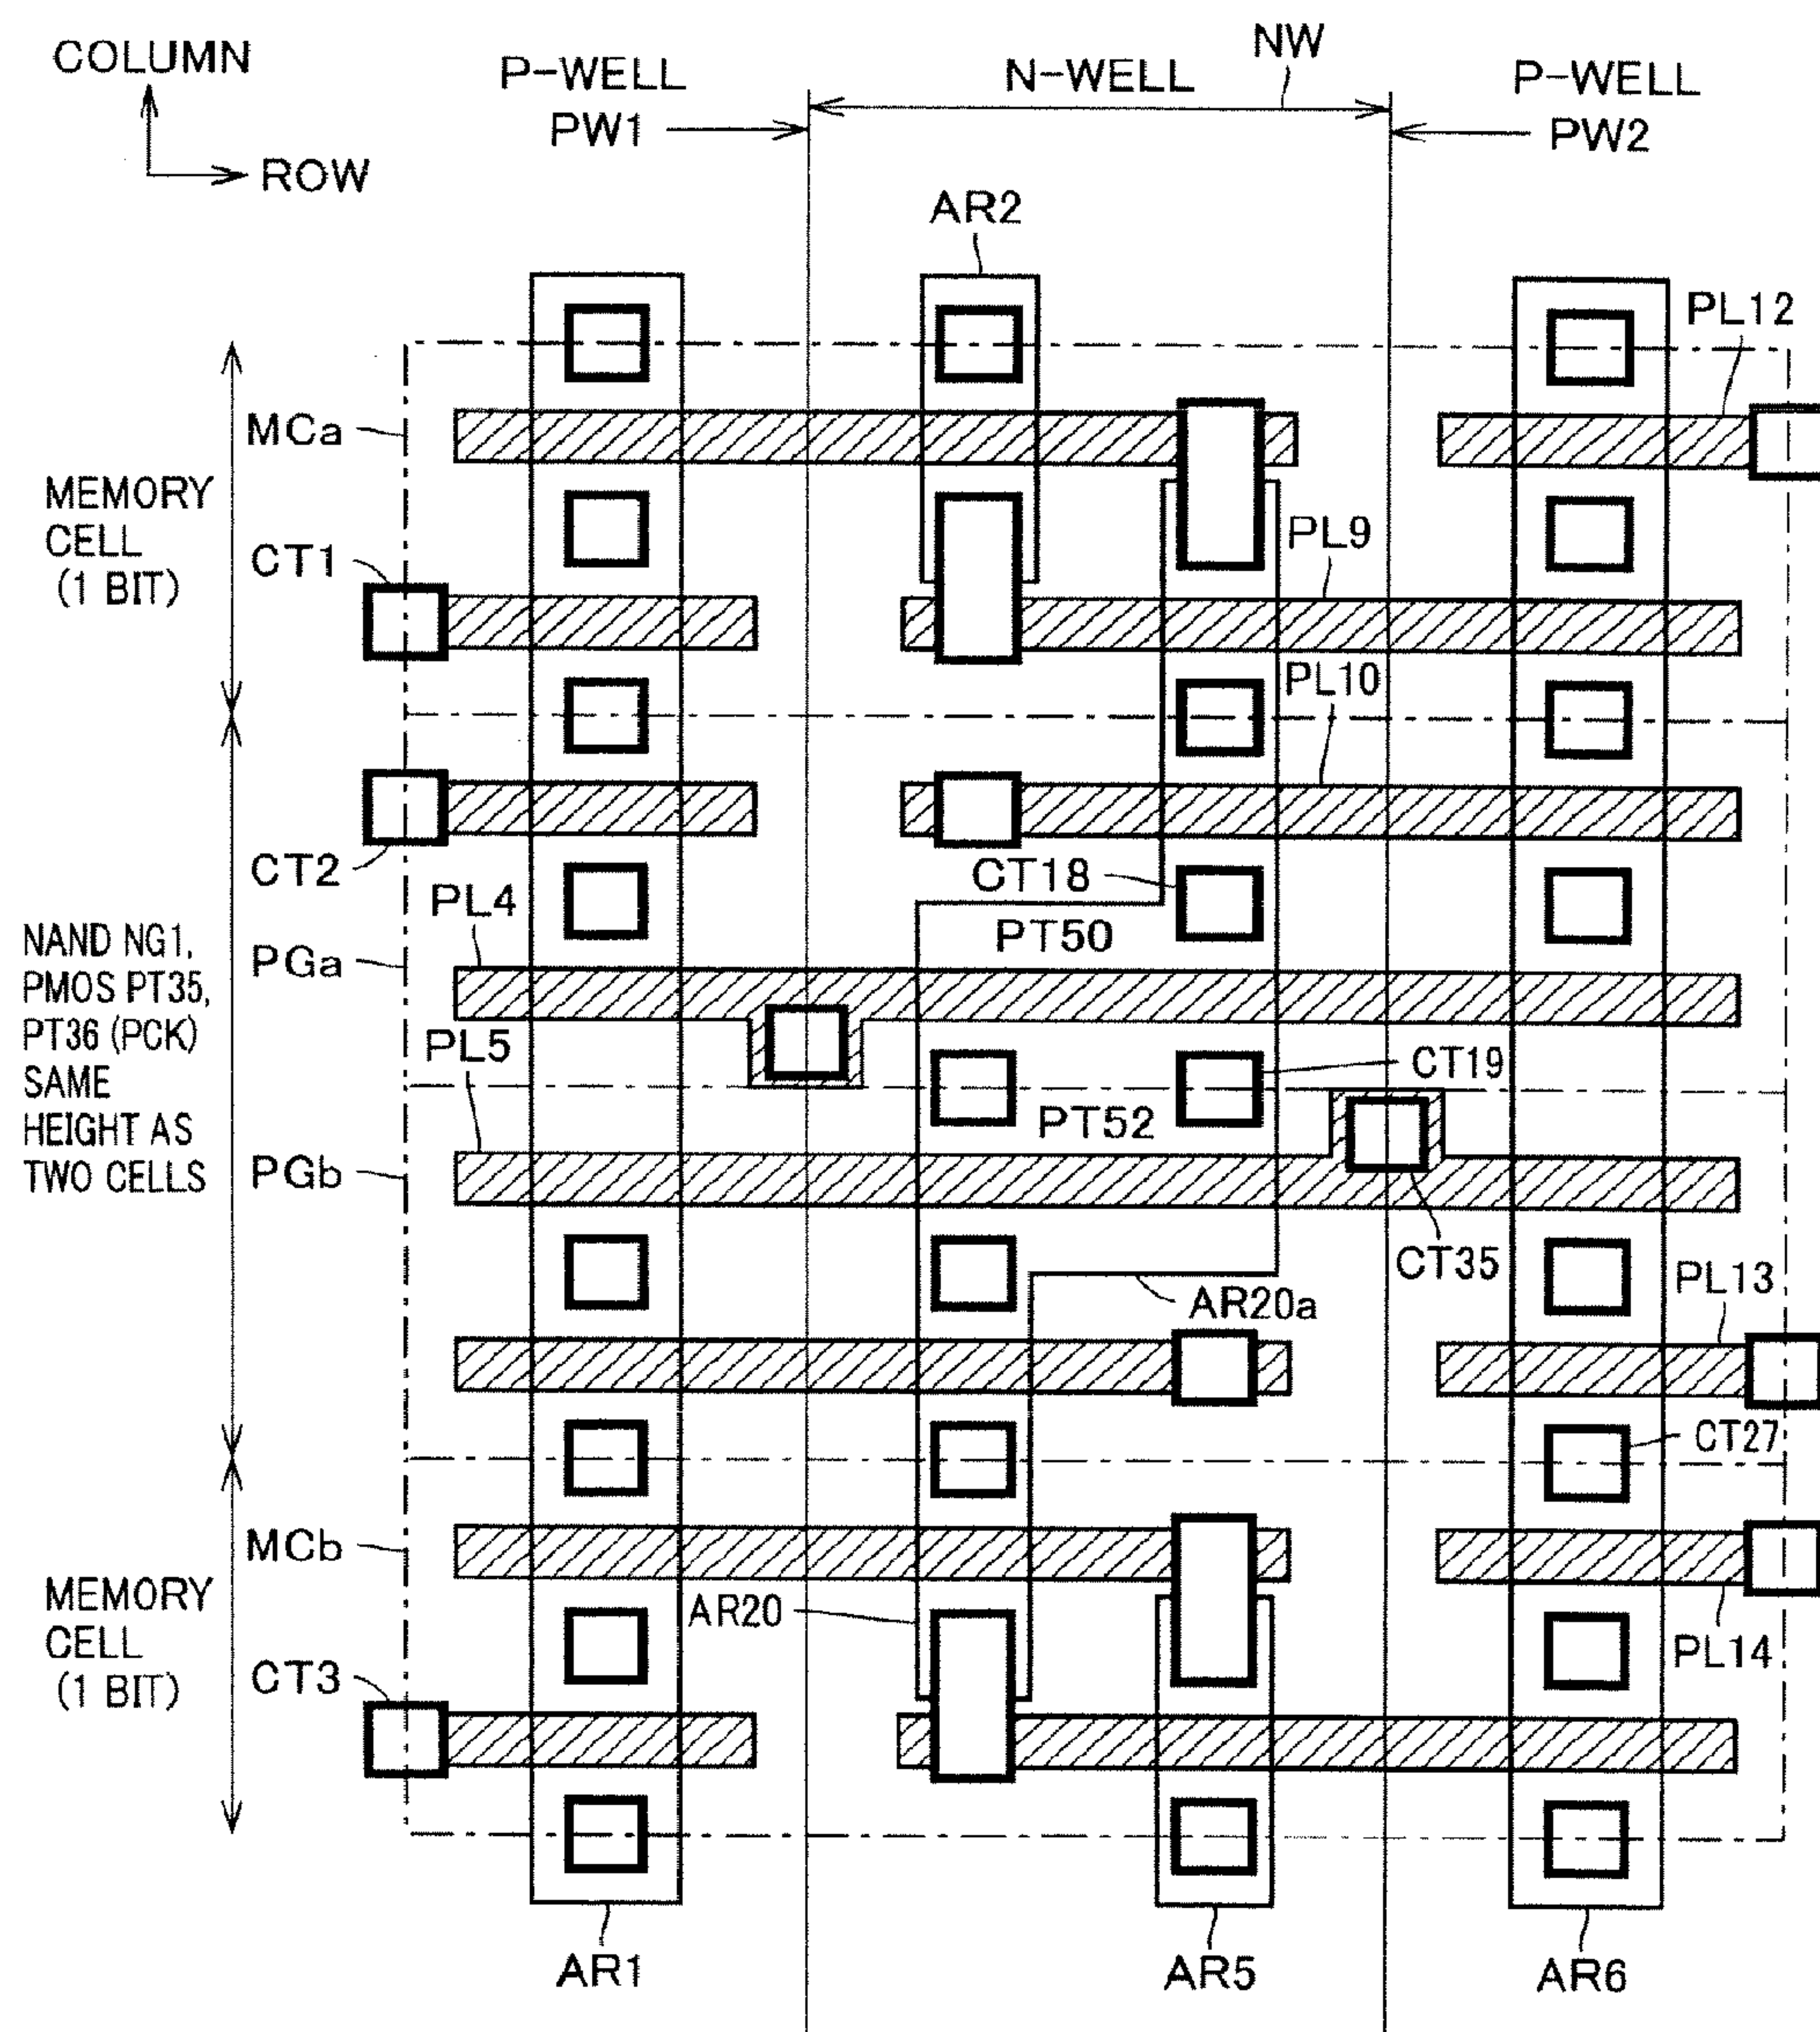 COLUMN
ROW
P-WELL
PW1
N-WELL
NW
P-WELL
PW2
AR2
PL12
MCa
MEMORY
CELL
(1 BIT)
CT1
PL9
PL10
CT2
CT18
PL4
PT50
NAND NG1,
PMOS PT35,
PT36 (PCK)
SAME
HEIGHT AS
TWO CELLS
PGa
PL5
CT19
PT52
PGb
CT35
PL13
AR20a
CT27
MCb
MEMORY
CELL
(1 BIT)
AR20
PL14
CT3
AR1
AR5
AR6